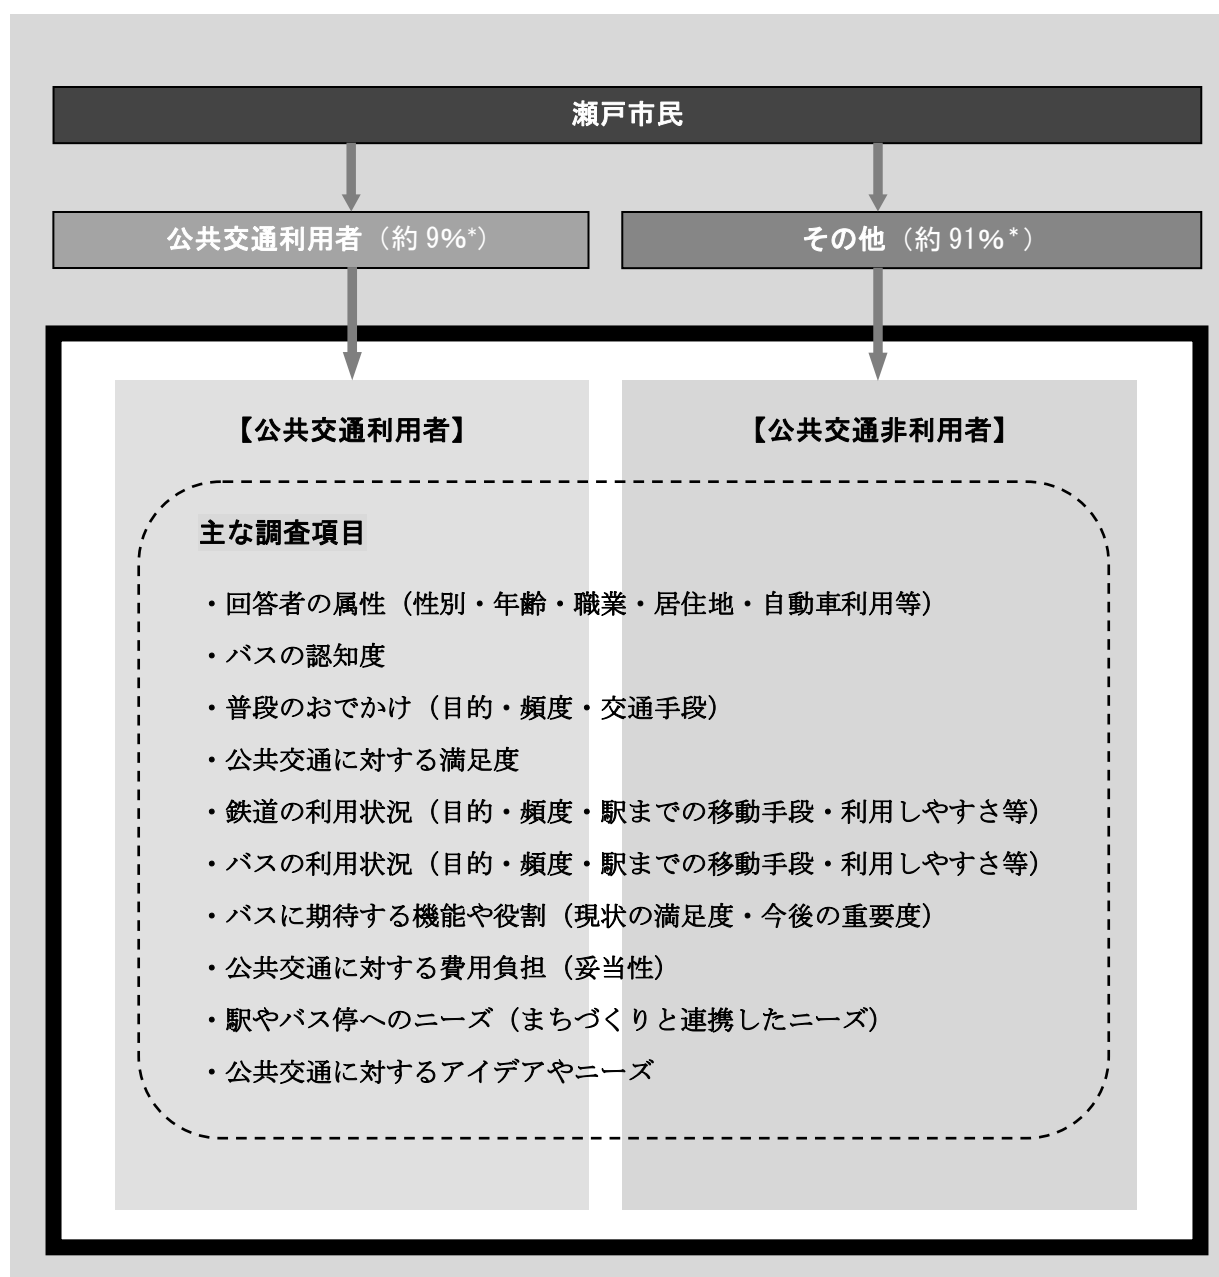 瀬戸市民
公共交通利用者（約 9％*）
その他（約 91％*）
【公共交通利用者】
【公共交通非利用者】
主な調査項目
・回答者の属性（性別・年齢・職業・居住地・自動車利用等）
・バスの認知度
・普段のおでかけ（目的・頻度・交通手段）
・公共交通に対する満足度
・鉄道の利用状況（目的・頻度・駅までの移動手段・利用しやすさ等）
・バスの利用状況（目的・頻度・駅までの移動手段・利用しやすさ等）
・バスに期待する機能や役割（現状の満足度・今後の重要度）
・公共交通に対する費用負担（妥当性）
・駅やバス停へのニーズ（まちづくりと連携したニーズ）
・公共交通に対するアイデアやニーズ